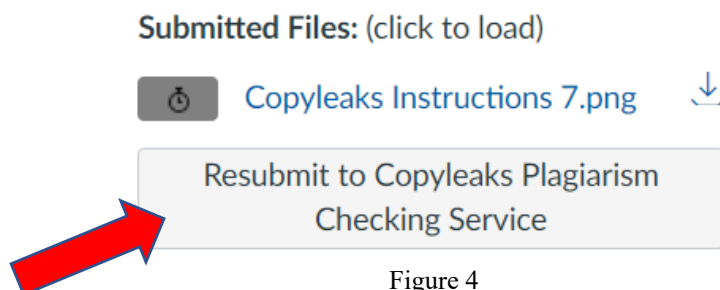 Submitted Files: (click to load)
Copyleaks Instructions 7.png
Resubmit to Copyleaks Plagiarism
Checking Service
Figure 4